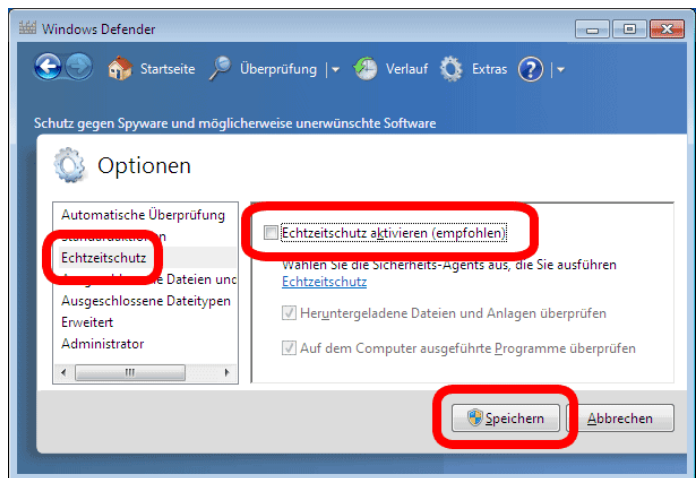 Windows Defender
Startseite Überprüfung Verlauf Extras ?
Schutz gegen Spyware und möglicherweise unerwünschte Software
Optionen
Automatische Überprüfung
Echtzeitschutz
Dateien und
Ausgeschlossene Dateitypen
Erweitert
Administrator
Echtzeitschutz aktivieren (empfohlen)
Wählen Sie die Sicherheits-Agents aus, die Sie ausführen
Echtzeitschutz
Heruntergeladene Dateien und Anlagen überprüfen
Auf dem Computer ausgeführte Programme überprüfen
Speichern Abbrechen